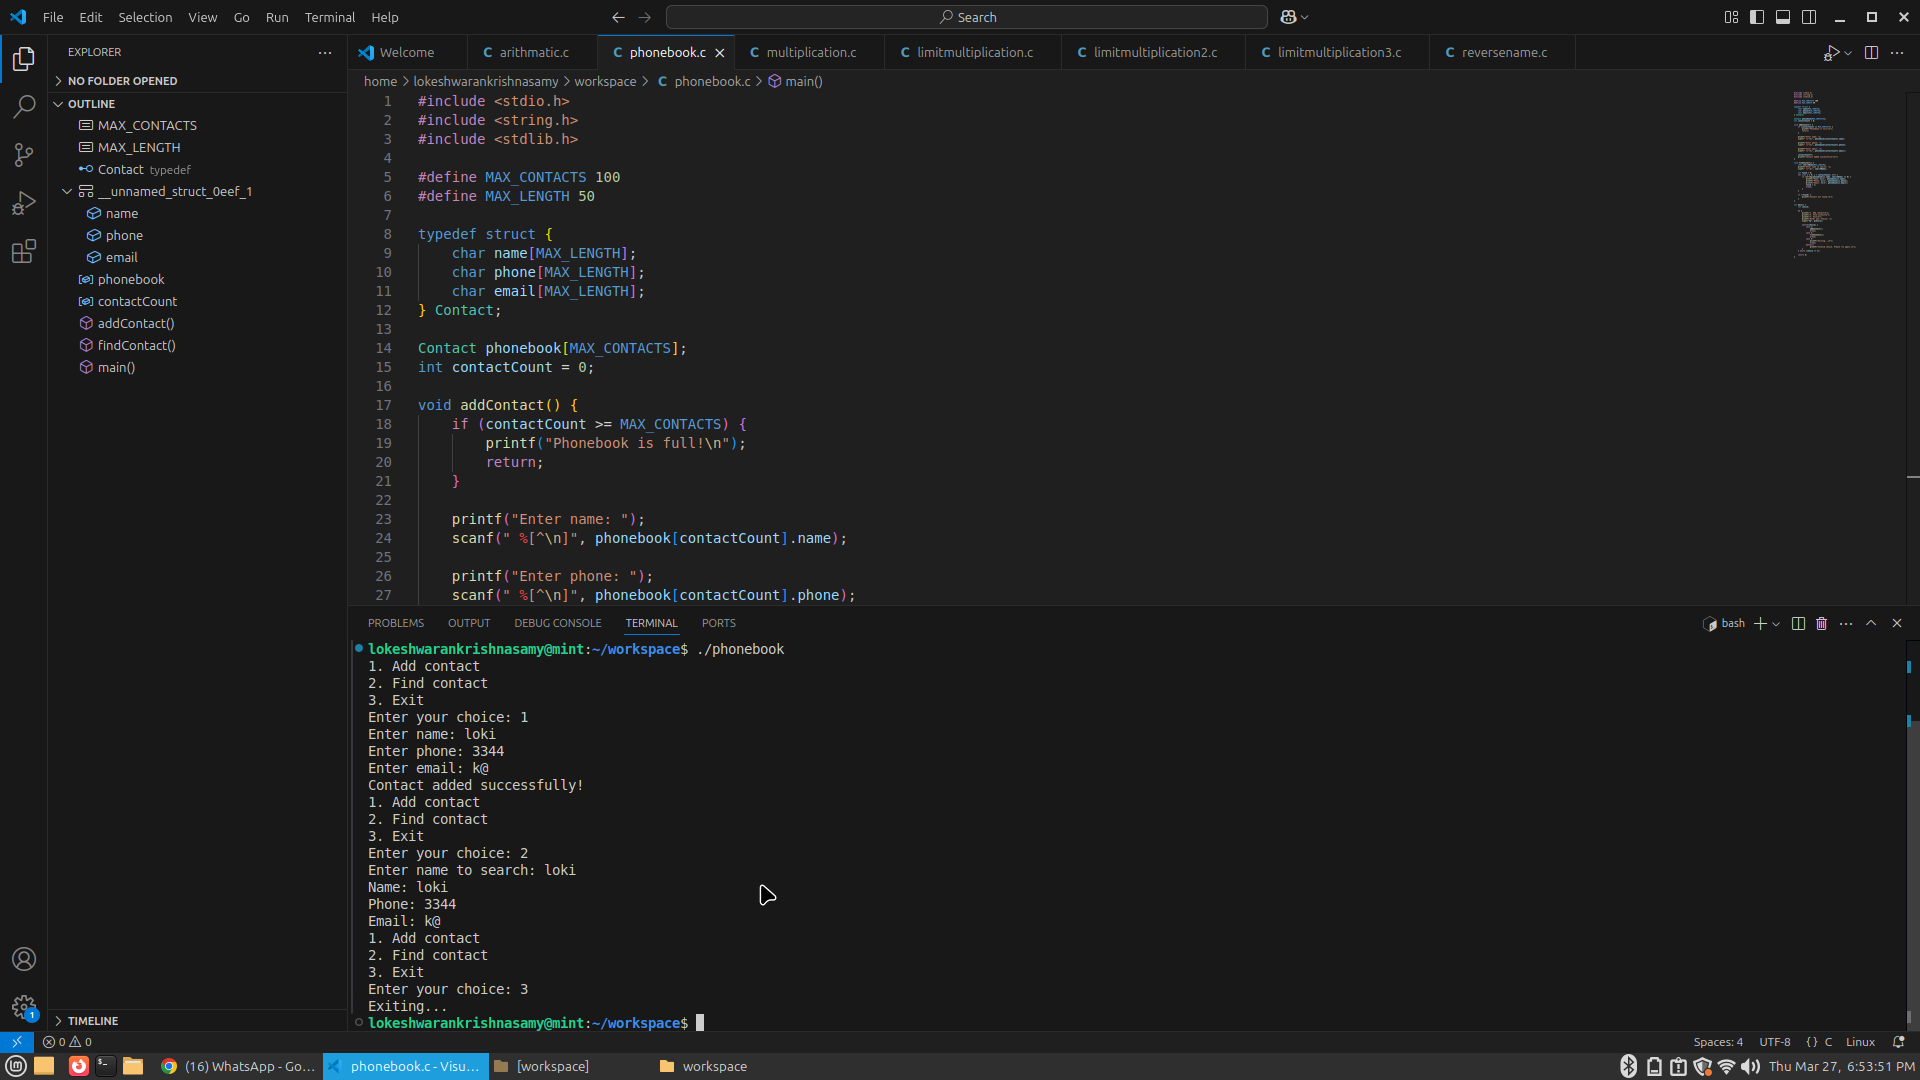 File Edit Selection View Go Run Terminal Help
Search
EXPLORER
NO FOLDER OPENED
OUTLINE
MAX_CONTACTS
MAX_LENGTH
Contact typedef
__unnamed_struct_0eef_1
name
phone
email
phonebook
contactCount
addContact()
findContact()
main()
TIMELINE
Welcome
arithmatic.c
phonebook.c
multiplication.c
limitmultiplication.c
limitmultiplication2.c
limitmultiplication3.c
reversename.c
home > lokeshwarankrishnasamy > workspace > C phonebook.c > main()
1 #include <stdio.h>
2 #include <string.h>
3 #include <stdlib.h>
4
5 #define MAX_CONTACTS 100
6 #define MAX_LENGTH 50
7
8 typedef struct {
9 char name[MAX_LENGTH];
10 char phone[MAX_LENGTH];
11 char email[MAX_LENGTH];
12 } Contact;
13
14 Contact phonebook[MAX_CONTACTS];
15 int contactCount = 0;
16
17 void addContact() {
18 if (contactCount >= MAX_CONTACTS) {
19 printf("Phonebook is full!\n");
20 return;
21 }
22
23 printf("Enter name: ");
24 scanf(" %[^\n]", phonebook[contactCount].name);
25
26 printf("Enter phone: ");
27 scanf(" %[^\n]", phonebook[contactCount].phone);
PROBLEMS OUTPUT DEBUG CONSOLE TERMINAL PORTS
bash
lokeshwarankrishnasamy@mint:~/workspace$ ./phonebook
1. Add contact
2. Find contact
3. Exit
Enter your choice: 1
Enter name: loki
Enter phone: 3344
Enter email: k@
Contact added successfully!
1. Add contact
2. Find contact
3. Exit
Enter your choice: 2
Enter name to search: loki
Name: loki
Phone: 3344
Email: k@
1. Add contact
2. Find contact
3. Exit
Enter your choice: 3
Exiting...
lokeshwarankrishnasamy@mint:~/workspace$
1
0 0
Spaces: 4 UTF-8 {} C Linux
(16) WhatsApp - Go...
phonebook.c - Visu...
[workspace]
workspace
Thu Mar 27, 6:53:51 PM